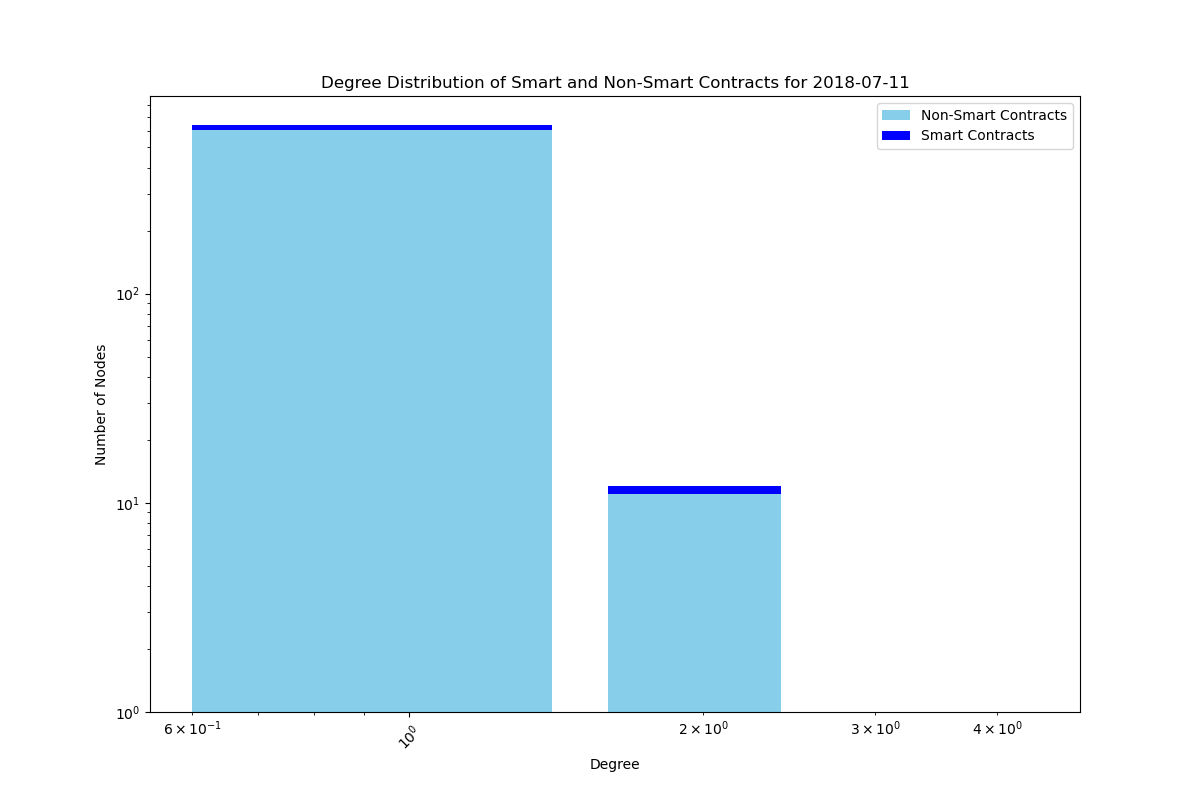 Degree Distribution of Smart and Non-Smart Contracts for 2018-07-11
Non-Smart Contracts
Smart Contracts
Number of Nodes
10²
10¹
10⁰
6 × 10⁻¹
10⁰
2 × 10⁰
3 × 10⁰
4 × 10⁰
Degree